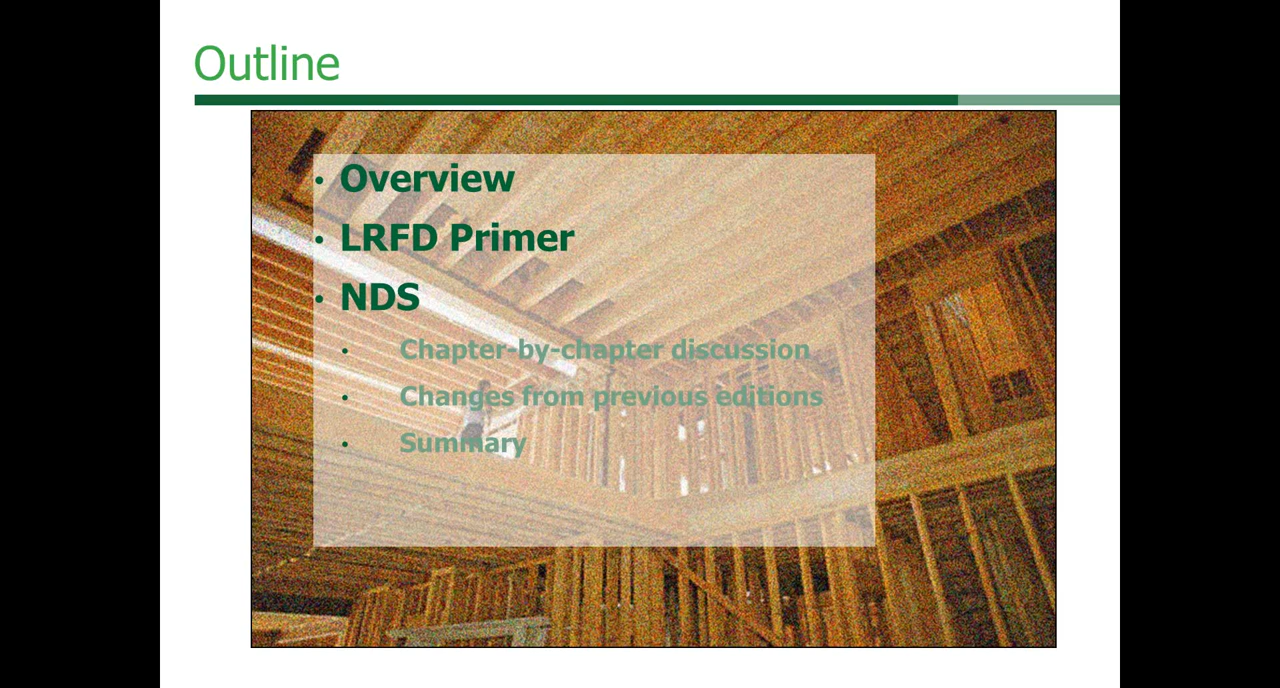 Outline
• Overview
• LRFD Primer
• NDS
• Chapter-by-chapter discussion
• Changes from previous editions
• Summary